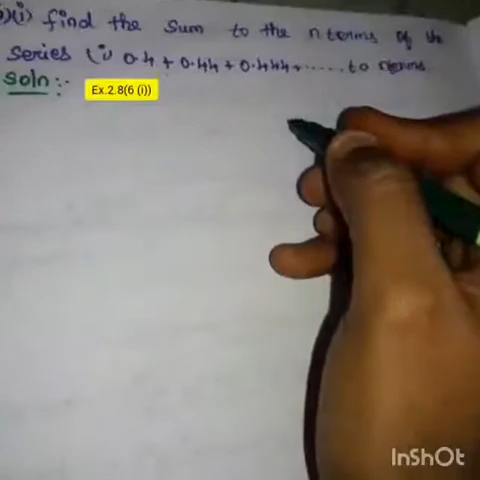 6)(i) find the Sum to the n terms of the
series (i) 0.4 + 0.44 + 0.444+......to n terms
Soln:-
Ex.2.8(6 (i))
InShOt